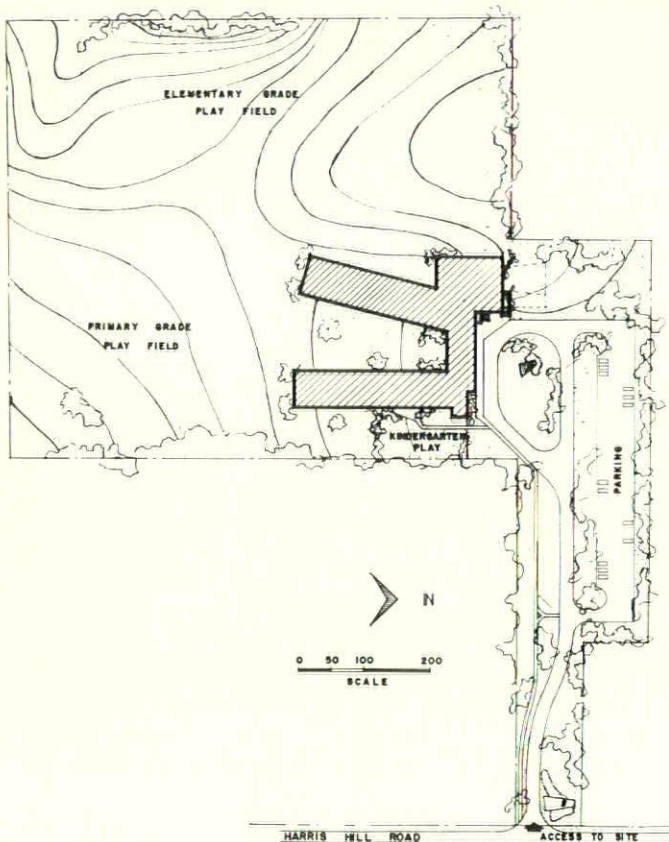 ELEMENTARY GRADE
PLAY FIELD
PRIMARY GRADE
PLAY FIELD
KINDERGARTEN
PLAY
PARKING
N
0 50 100 200
SCALE
HARRIS HILL ROAD
ACCESS TO SITE